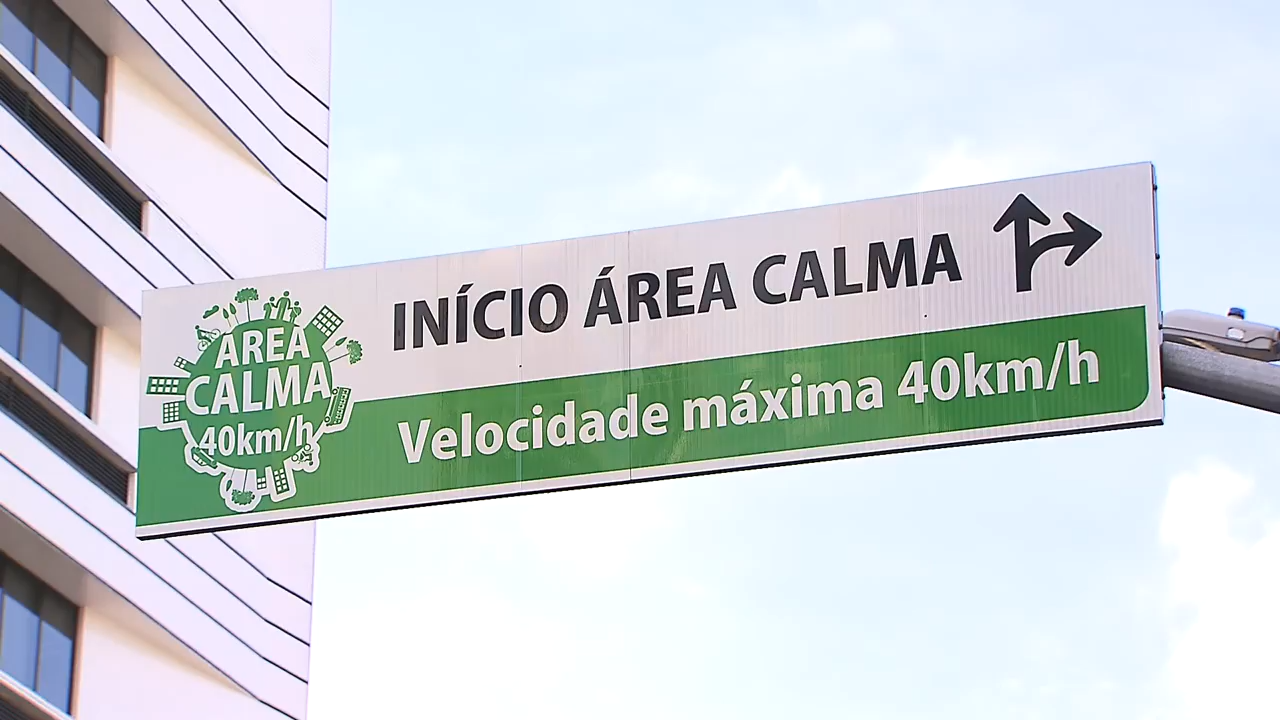 INÍCIO ÁREA CALMA
Velocidade máxima 40km/h
ÁREA
CALMA
40km/h